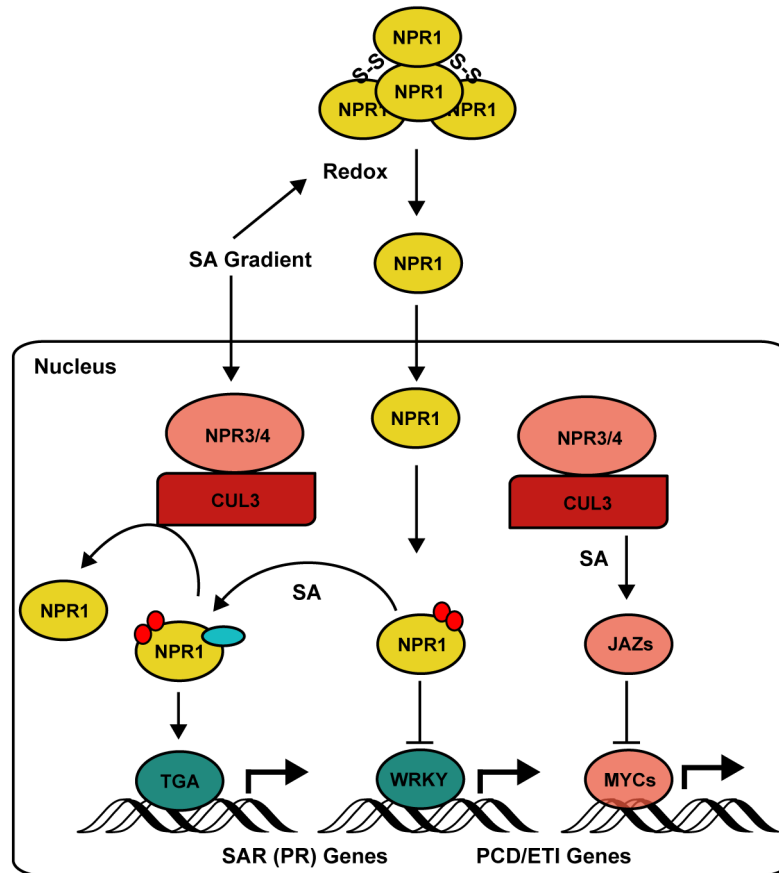 NPR1
S-S
S-S
NPR1
NPR1
NPR1
Redox
NPR1
SA Gradient
Nucleus
NPR1
NPR3/4
NPR3/4
CUL3
CUL3
SA
SA
NPR1
NPR1
NPR1
JAZs
TGA
WRKY
MYCs
SAR (PR) Genes
PCD/ETI Genes